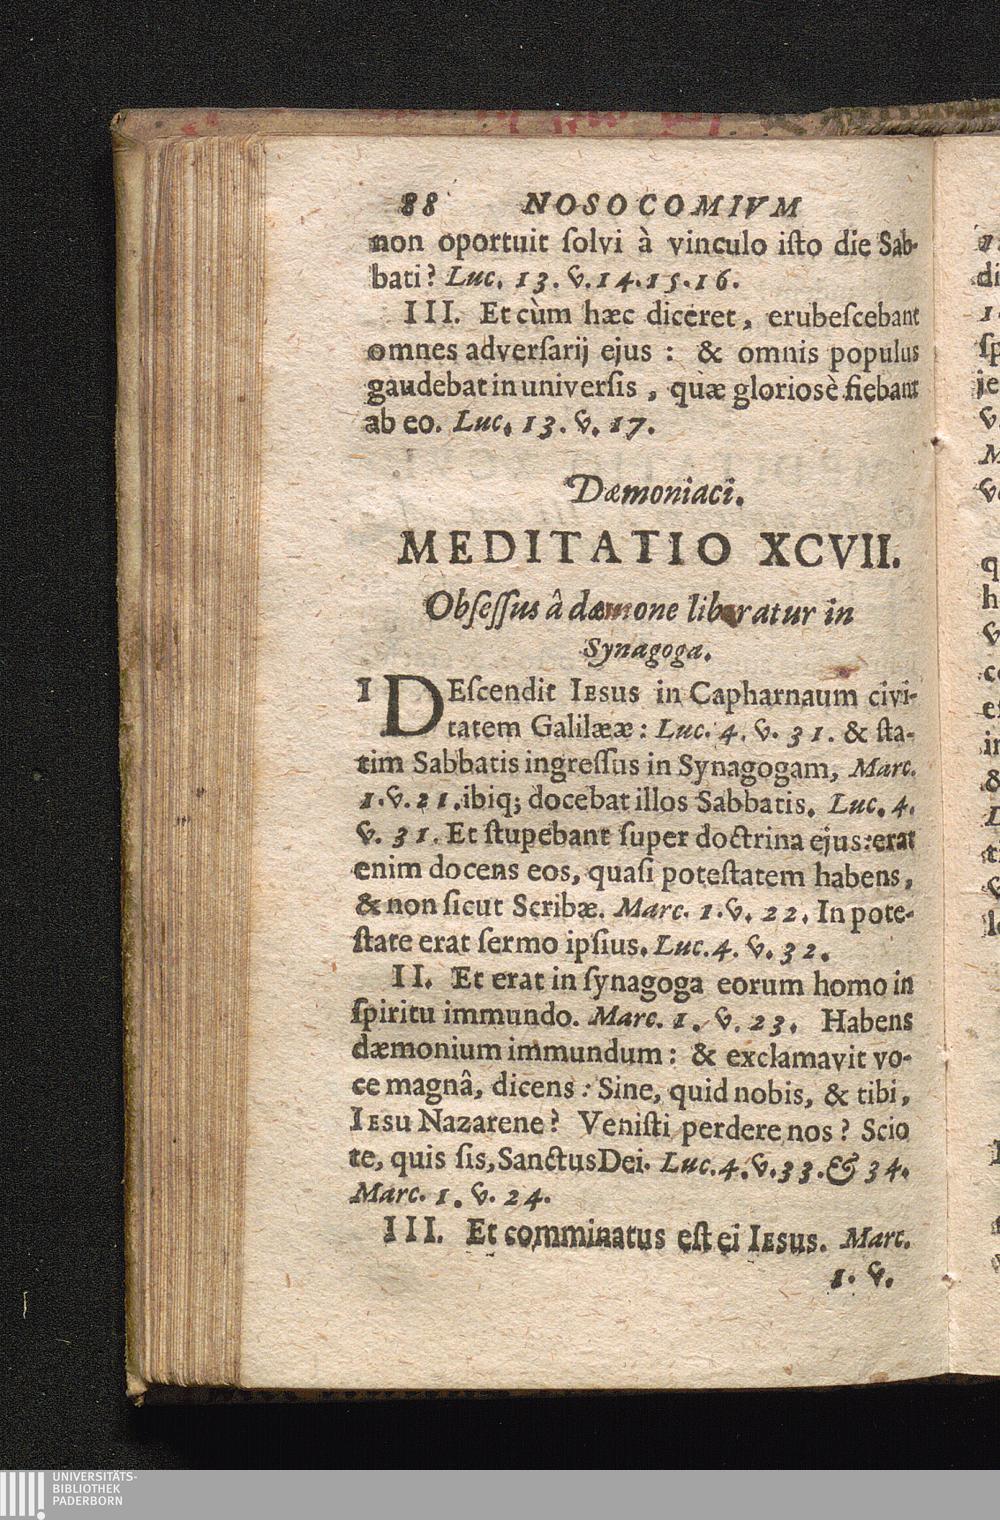 88 NOSOCOMIVM
non oportuit ſolvi à vinculo iſto die Sab-
bati? Luc. 13. v. 14. 15. 16.
III. Et cùm hæc diceret, erubeſcebant
omnes adverſarij ejus : & omnis populus
gaudebat in univerſis, quæ gloriosè fiebant
ab eo. Luc. 13. v. 17.
Dæmoniaci.
MEDITATIO XCVII.
Obſeſſus â dæmone liberatur in
Synagoga.
I DEſcendit IESUS in Capharnaum civi-
tatem Galilææ : Luc. 4. v. 31. & ſta-
tim Sabbatis ingreſſus in Synagogam, Marc.
1. v. 21. ibiq; docebat illos Sabbatis. Luc. 4.
v. 31. Et ſtupebant ſuper doctrina ejus: erat
enim docens eos, quaſi poteſtatem habens,
& non ſicut Scribæ. Marc. 1. v. 22. In pote-
ſtate erat ſermo ipſius. Luc. 4. v. 32.
II. Et erat in ſynagoga eorum homo in
ſpiritu immundo. Marc. 1. v. 23. Habens
dæmonium immundum : & exclamavit vo-
ce magnâ, dicens : Sine, quid nobis, & tibi,
IESU Nazarene? Veniſti perdere nos? Scio
te, quis ſis, Sanctus Dei. Luc. 4. v. 33. & 34.
Marc. 1. v. 24.
III. Et comminatus eſt ei IESUS. Marc.
1. v.
UNIVERSITÄTS-
BIBLIOTHEK
PADERBORN